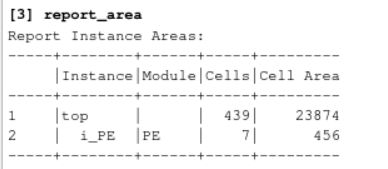 [3] report_area
Report Instance Areas:
-----+--------+------+-----+---------
     |Instance|Module|Cells|Cell Area
-----+--------+------+-----+---------
1    |top     |      |  439|    23874
2    |  i_PE  |PE    |    7|      456
-----+--------+------+-----+---------